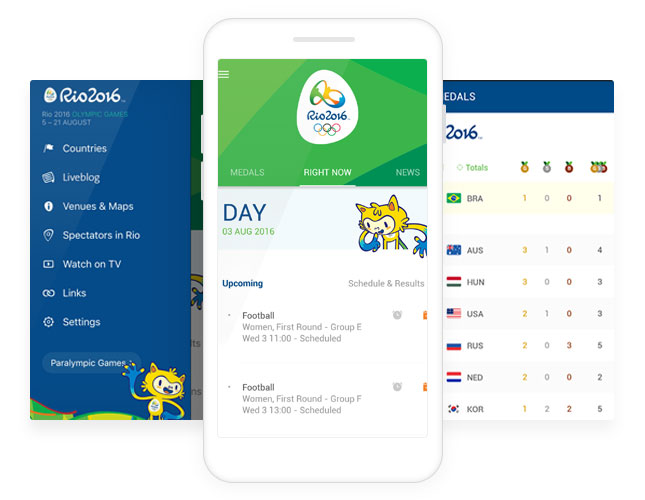 Rio2016
Rio 2016 OLYMPIC GAMES
5 – 21 AUGUST
Countries
Liveblog
Venues & Maps
Spectators in Rio
Watch on TV
Links
Settings
Paralympic Games
Rio2016
MEDALS RIGHT NOW NEWS
DAY
03 AUG 2016
Upcoming Schedule & Results
Football
Women, First Round - Group E
Wed 3 11:00 - Scheduled
Football
Women, First Round - Group F
Wed 3 13:00 - Scheduled
EDALS
2016
Totals
BRA 1 0 0 1
AUS 3 1 0 4
HUN 3 0 0 3
USA 2 1 0 3
RUS 2 0 3 5
NED 2 0 0 2
KOR 1 2 2 5